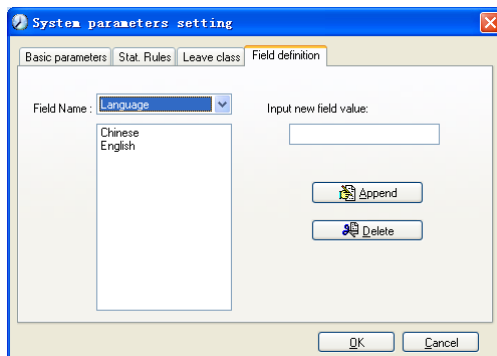 System parameters setting
Basic parameters Stat. Rules Leave class Field definition
Field Name : Language
Input new field value:
Chinese
English
Append
Delete
OK Cancel